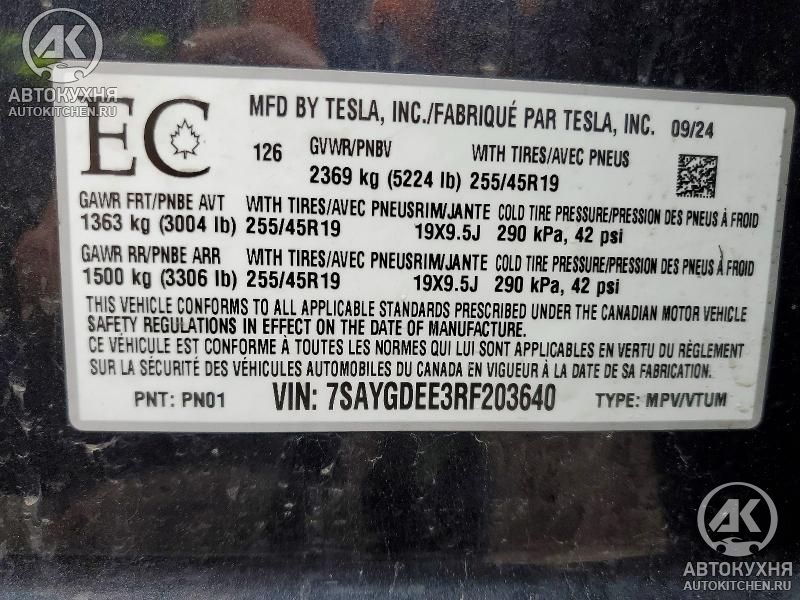 АК
АВТОКУХНЯ
AUTOKITCHEN.RU
EC
MFD BY TESLA, INC./FABRIQUÉ PAR TESLA, INC. 09/24
126 GVWR/PNBV WITH TIRES/AVEC PNEUS
2369 kg (5224 lb) 255/45R19
GAWR FRT/PNBE AVT WITH TIRES/AVEC PNEUSRIM/JANTE COLD TIRE PRESSURE/PRESSION DES PNEUS À FROID
1363 kg (3004 lb) 255/45R19 19X9.5J 290 kPa, 42 psi
GAWR RR/PNBE ARR WITH TIRES/AVEC PNEUSRIM/JANTE COLD TIRE PRESSURE/PRESSION DES PNEUS À FROID
1500 kg (3306 lb) 255/45R19 19X9.5J 290 kPa, 42 psi
THIS VEHICLE CONFORMS TO ALL APPLICABLE STANDARDS PRESCRIBED UNDER THE CANADIAN MOTOR VEHICLE
SAFETY REGULATIONS IN EFFECT ON THE DATE OF MANUFACTURE.
CE VÉHICULE EST CONFORME À TOUTES LES NORMES QUI LUI SONT APPLICABLES EN VERTU DU RÈGLEMENT
SUR LA SÉCURITÉ DES VÉHICULES AUTOMOBILES DU CANADA EN VIGUEUR À LA DATE DE SA FABRICATION.
PNT: PN01 VIN: 7SAYGDEE3RF203640 TYPE: MPV/VTUM
АК
АВТОКУХНЯ
AUTOKITCHEN.RU